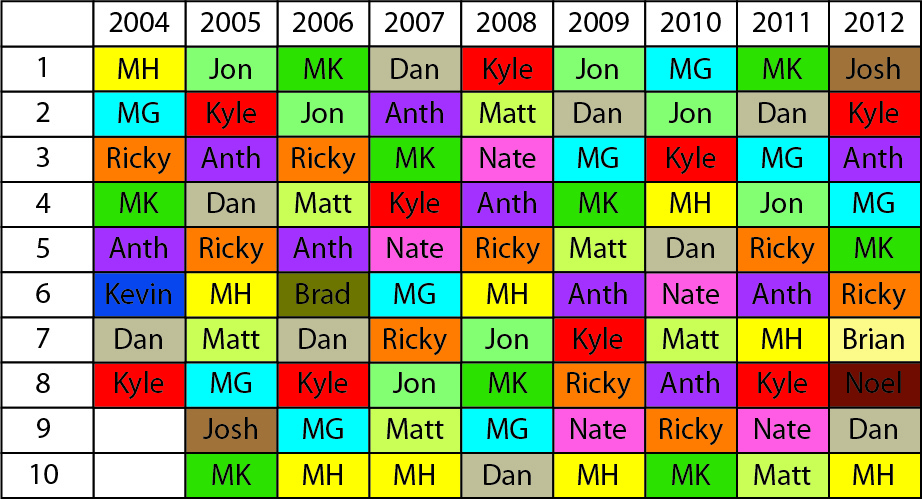 2004 2005 2006 2007 2008 2009 2010 2011 2012
1 MH Jon MK Dan Kyle Jon MG MK Josh
2 MG Kyle Jon Anth Matt Dan Jon Dan Kyle
3 Ricky Anth Ricky MK Nate MG Kyle MG Anth
4 MK Dan Matt Kyle Anth MK MH Jon MG
5 Anth Ricky Anth Nate Ricky Matt Dan Ricky MK
6 Kevin MH Brad MG MH Anth Nate Anth Ricky
7 Dan Matt Dan Ricky Jon Kyle Matt MH Brian
8 Kyle MG Kyle Jon MK Ricky Anth Kyle Noel
9 Josh MG Matt MG Nate Ricky Nate Dan
10 MK MH MH Dan MH MK Matt MH